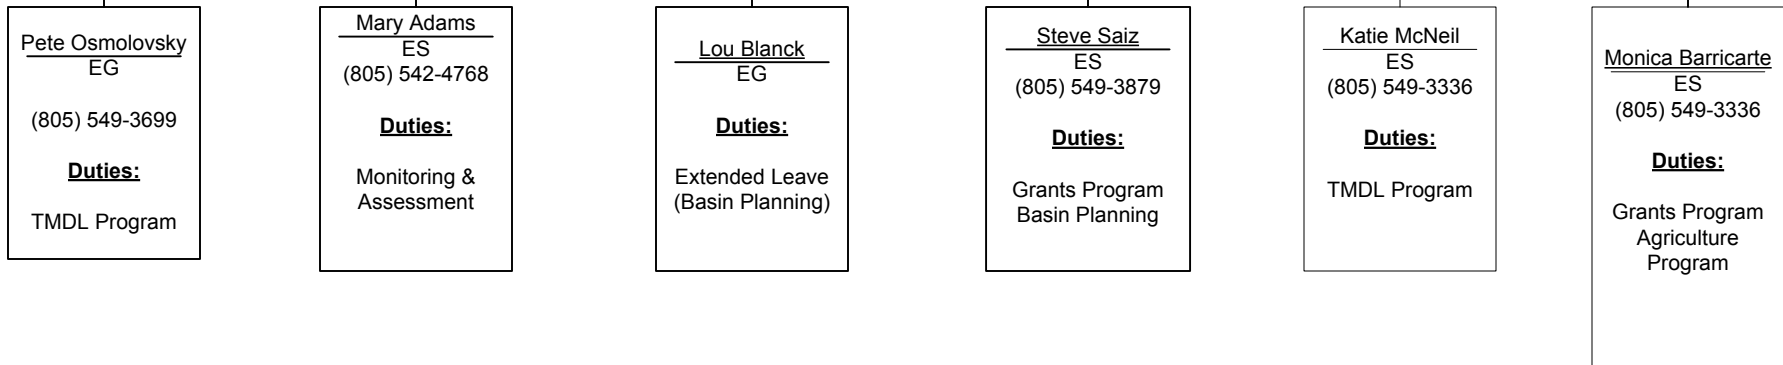 Pete Osmolovsky
EG
(805) 549-3699
Duties:
TMDL Program
Mary Adams
ES
(805) 542-4768
Duties:
Monitoring &
Assessment
Lou Blanck
EG
Duties:
Extended Leave
(Basin Planning)
Steve Saiz
ES
(805) 549-3879
Duties:
Grants Program
Basin Planning
Katie McNeil
ES
(805) 549-3336
Duties:
TMDL Program
Monica Barricarte
ES
(805) 549-3336
Duties:
Grants Program
Agriculture
Program